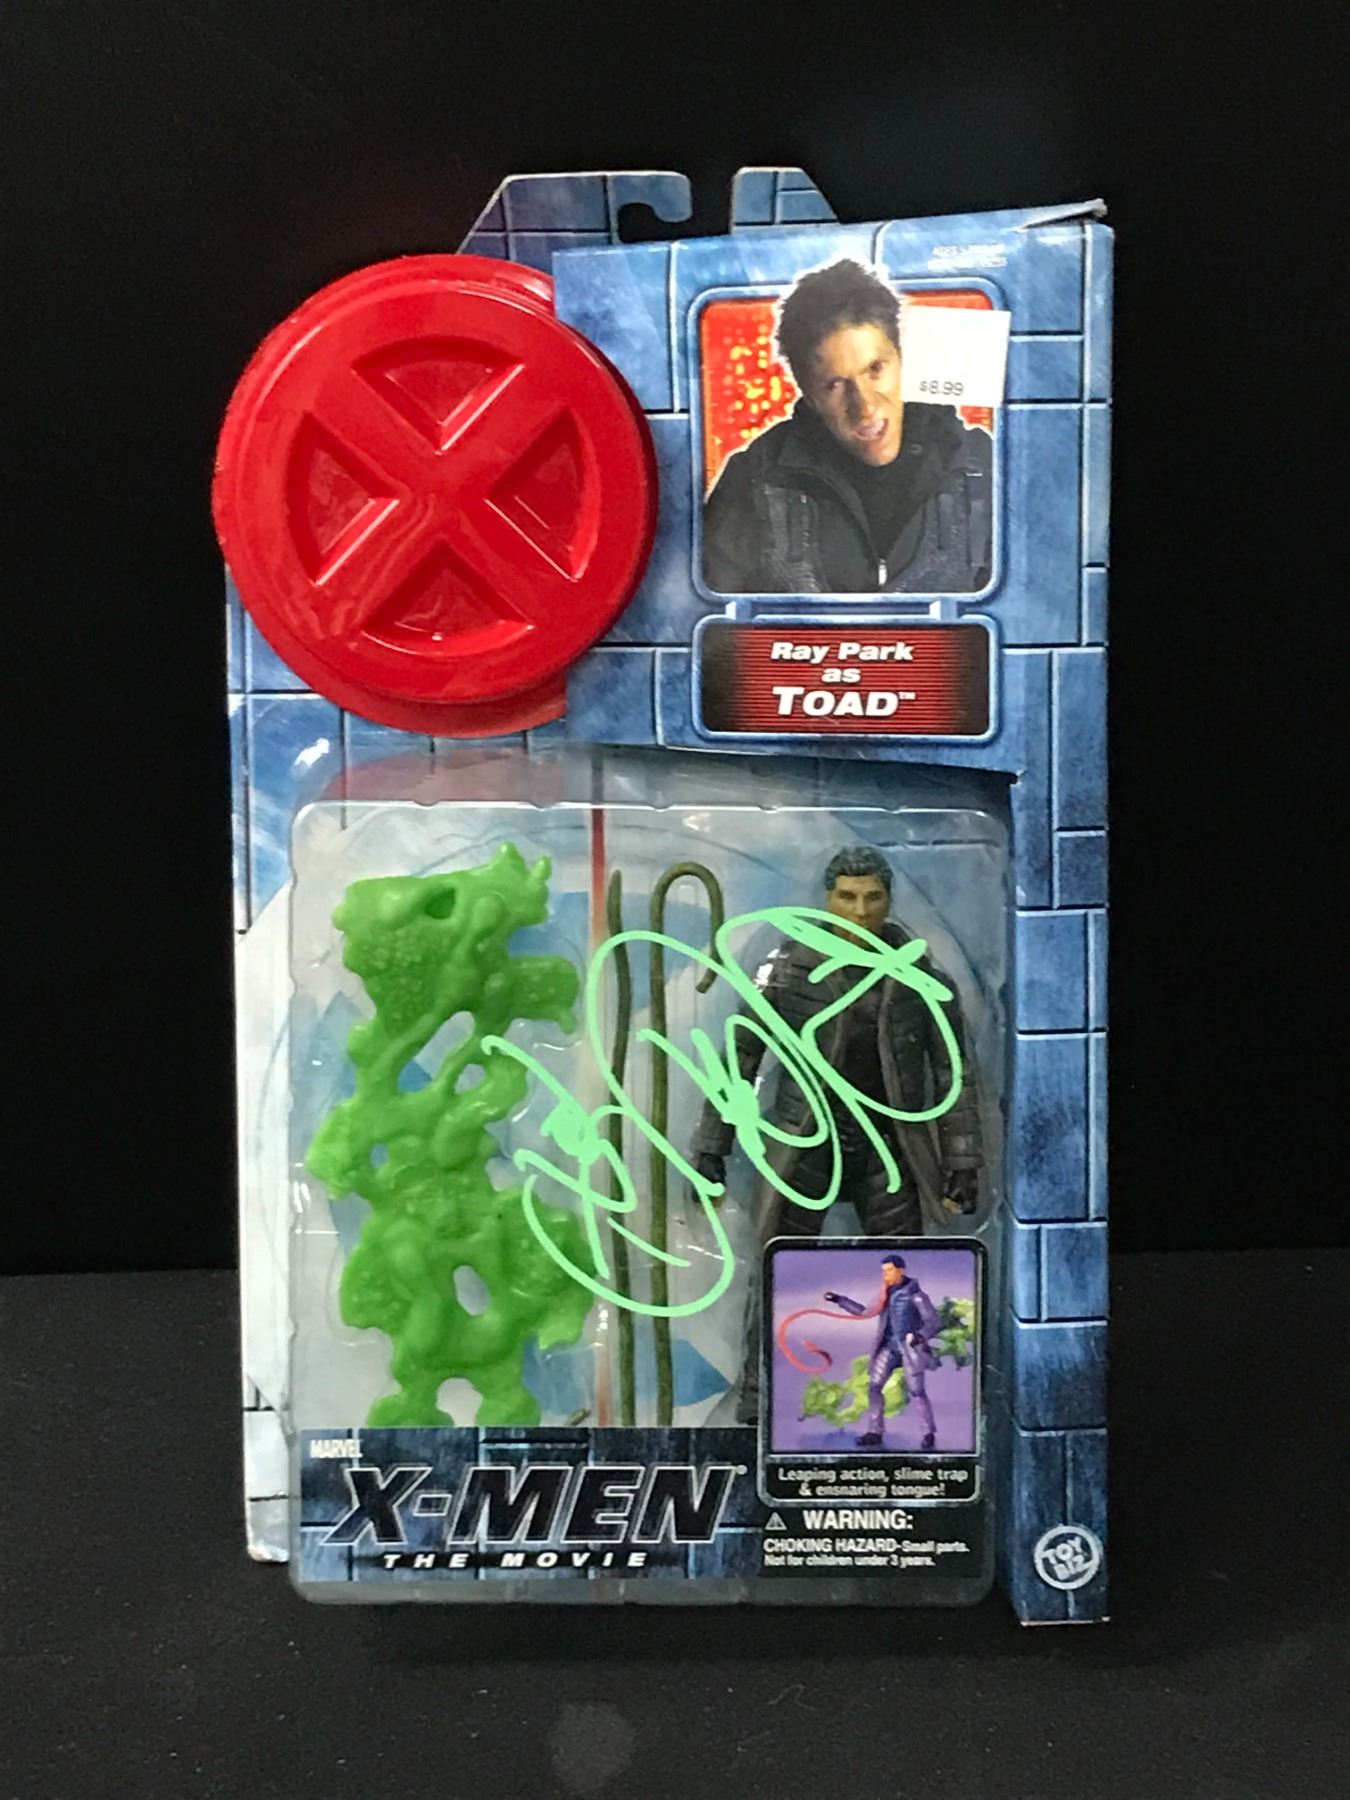 $8.99
Ray Park
as
TOAD™
MARVEL
X-MEN
THE MOVIE
Leaping action, slime trap
& ensnaring tongue!
⚠ WARNING:
CHOKING HAZARD-Small parts.
Not for children under 3 years.
TOY
BIZ